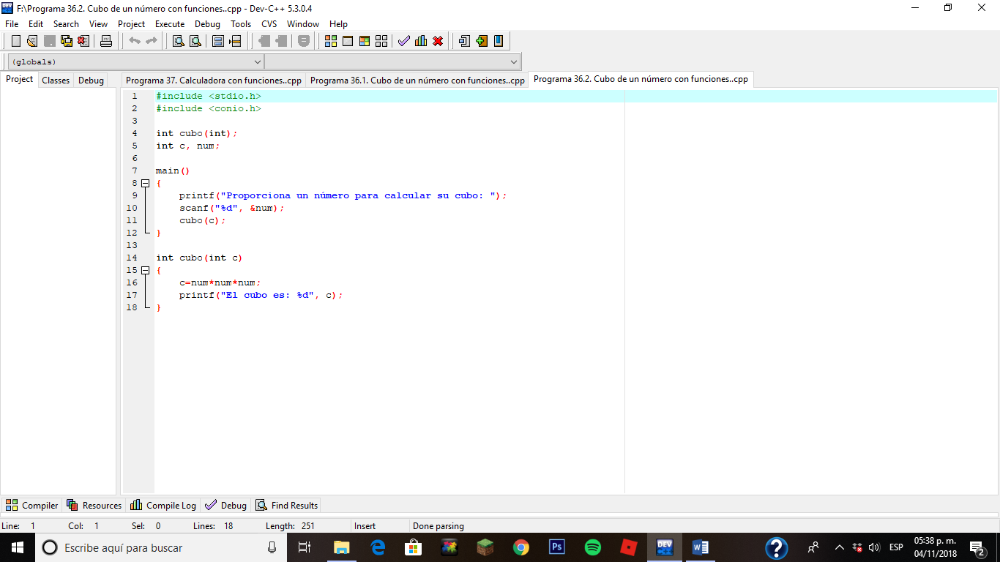 F:\Programa 36.2. Cubo de un número con funciones..cpp - Dev-C++ 5.3.0.4
File Edit Search View Project Execute Debug Tools CVS Window Help
(globals)
Project Classes Debug Programa 37. Calculadora con funciones..cpp Programa 36.1. Cubo de un número con funciones..cpp Programa 36.2. Cubo de un número con funciones..cpp
1 #include <stdio.h>
2 #include <conio.h>
3
4 int cubo(int);
5 int c, num;
6
7 main()
8 {
9 printf("Proporciona un número para calcular su cubo: ");
10 scanf("%d", &num);
11 cubo(c);
12 }
13
14 int cubo(int c)
15 {
16 c=num*num*num;
17 printf("El cubo es: %d", c);
18 }
Compiler Resources Compile Log Debug Find Results
Line: 1 Col: 1 Sel: 0 Lines: 18 Length: 251 Insert Done parsing
Escribe aquí para buscar
Ps DEV ESP 05:38 p. m.
04/11/2018
2